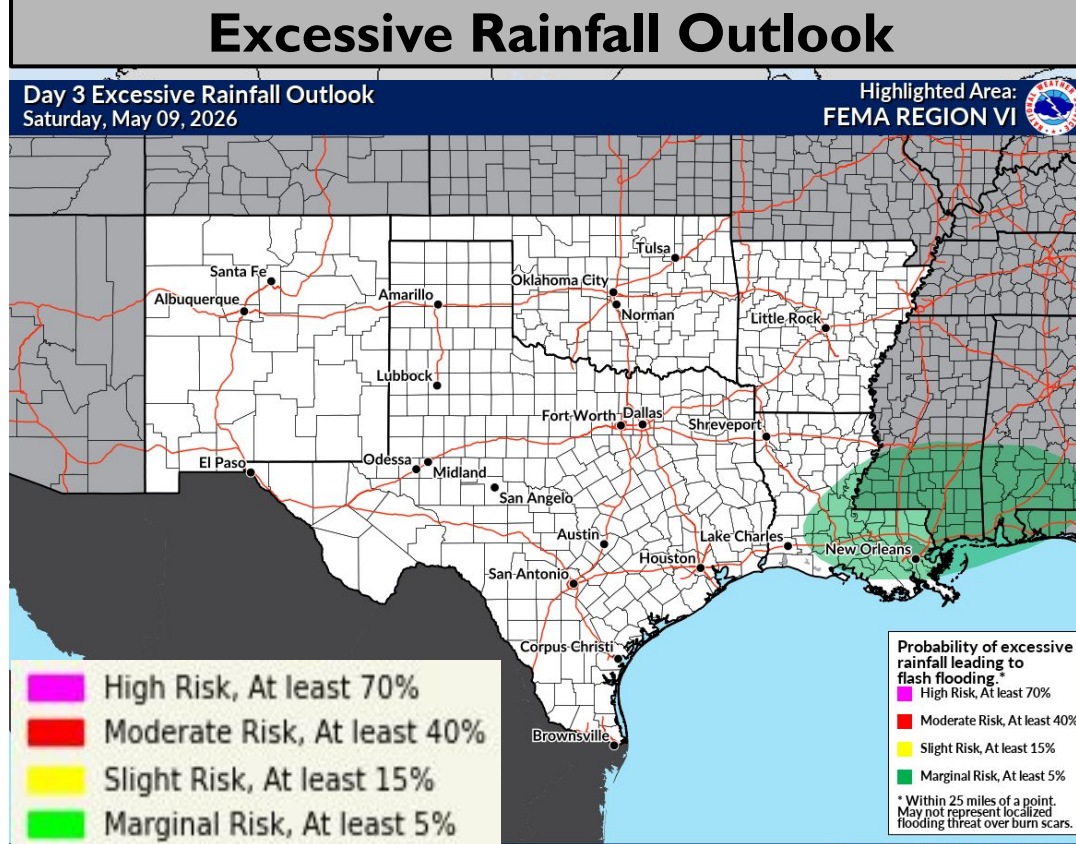 Excessive Rainfall Outlook
Day 3 Excessive Rainfall Outlook
Saturday, May 09, 2026
Highlighted Area:
FEMA REGION VI
Tulsa
Santa Fe
Oklahoma City
Albuquerque
Amarillo
Norman
Little Rock
Lubbock
Fort Worth
Dallas
Shreveport
El Paso
Odessa
Midland
San Angelo
Austin
Lake Charles
New Orleans
Houston
San Antonio
Corpus Christi
Brownsville
High Risk, At least 70%
Moderate Risk, At least 40%
Slight Risk, At least 15%
Marginal Risk, At least 5%
Probability of excessive
rainfall leading to
flash flooding.*
High Risk, At least 70%
Moderate Risk, At least 40%
Slight Risk, At least 15%
Marginal Risk, At least 5%
* Within 25 miles of a point.
May not represent localized
flooding threat over burn scars.